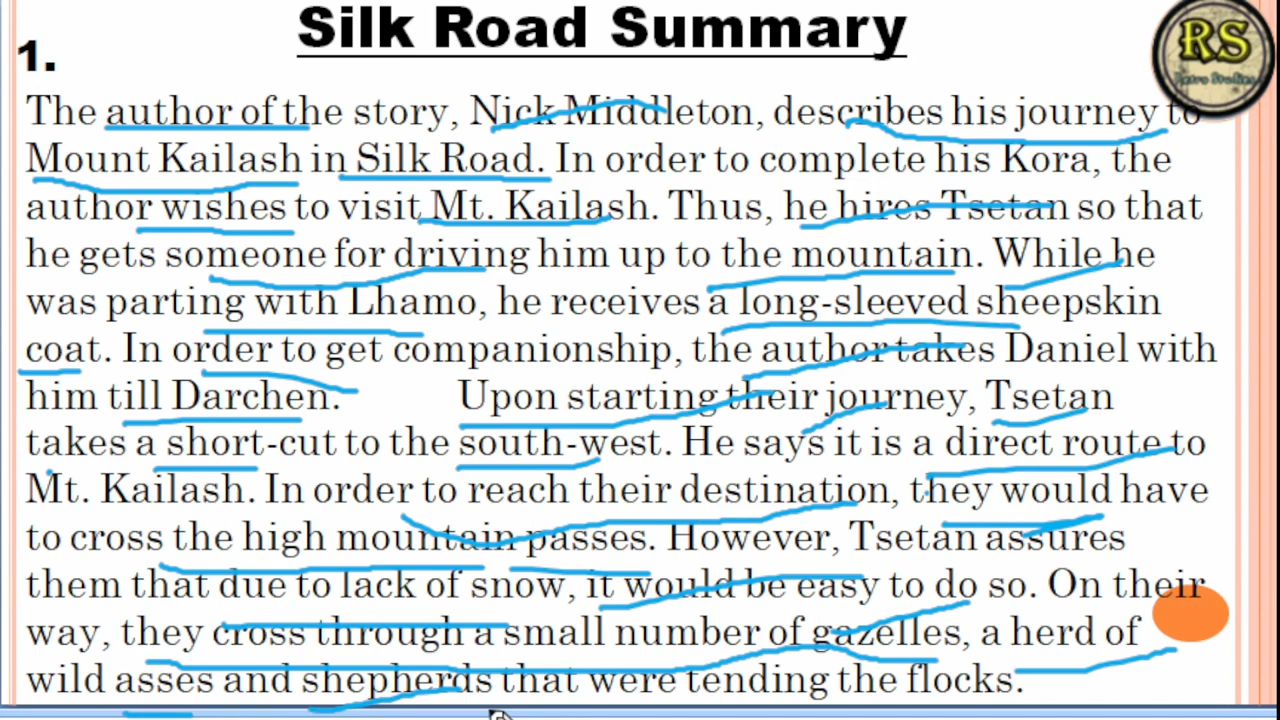 Silk Road Summary
1.
RS
The author of the story, Nick Middleton, describes his journey to
Mount Kailash in Silk Road. In order to complete his Kora, the
author wishes to visit Mt. Kailash. Thus, he hires Tsetan so that
he gets someone for driving him up to the mountain. While he
was parting with Lhamo, he receives a long-sleeved sheepskin
coat. In order to get companionship, the author takes Daniel with
him till Darchen. Upon starting their journey, Tsetan
takes a short-cut to the south-west. He says it is a direct route to
Mt. Kailash. In order to reach their destination, they would have
to cross the high mountain passes. However, Tsetan assures
them that due to lack of snow, it would be easy to do so. On their
way, they cross through a small number of gazelles, a herd of
wild asses and shepherds that were tending the flocks.